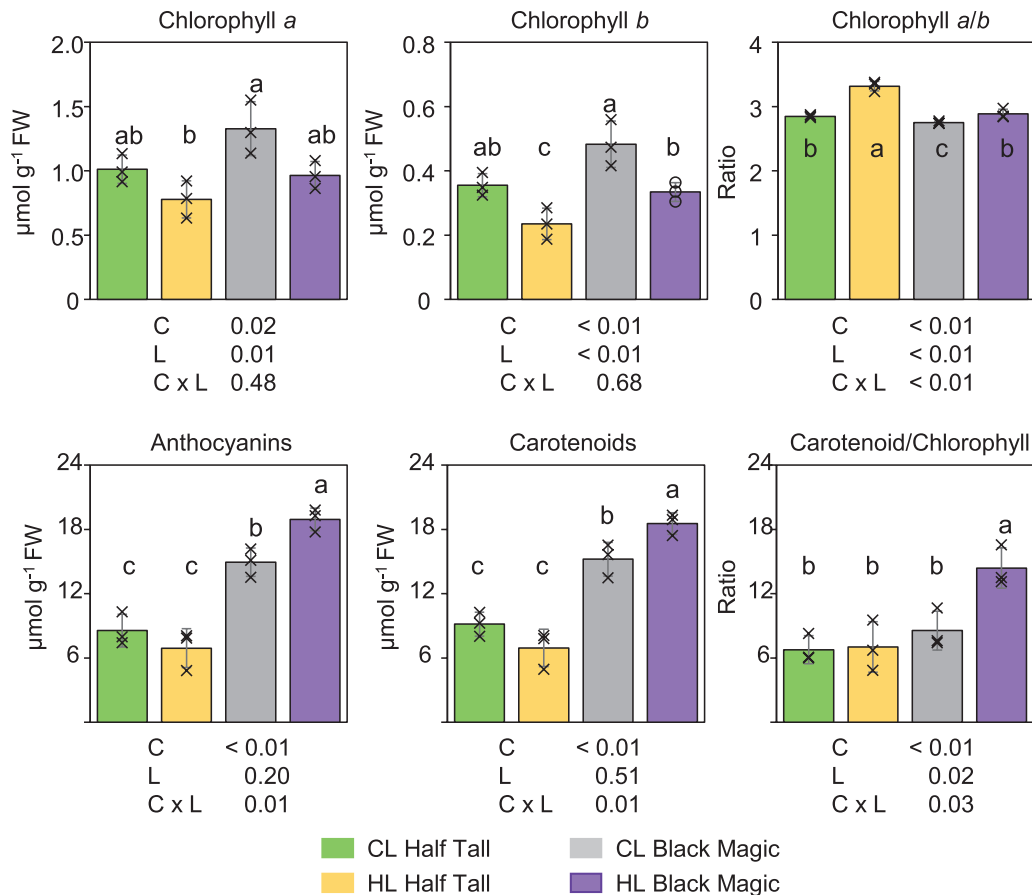 Chlorophyll a
Chlorophyll b
Chlorophyll a/b
µmol g⁻¹ FW
2.0
1.5
1.0
0.5
0
ab
b
a
ab
C 0.02
L 0.01
C x L 0.48
µmol g⁻¹ FW
0.8
0.6
0.4
0.2
0
ab
c
a
b
C < 0.01
L < 0.01
C x L 0.68
Ratio
4
3
2
1
0
b
a
c
b
C < 0.01
L < 0.01
C x L < 0.01
Anthocyanins
Carotenoids
Carotenoid/Chlorophyll
µmol g⁻¹ FW
24
18
12
6
c
c
b
a
C < 0.01
L 0.20
C x L 0.01
µmol g⁻¹ FW
24
18
12
6
c
c
b
a
C < 0.01
L 0.51
C x L 0.01
Ratio
24
18
12
6
b
b
b
a
C < 0.01
L 0.02
C x L 0.03
CL Half Tall
CL Black Magic
HL Half Tall
HL Black Magic